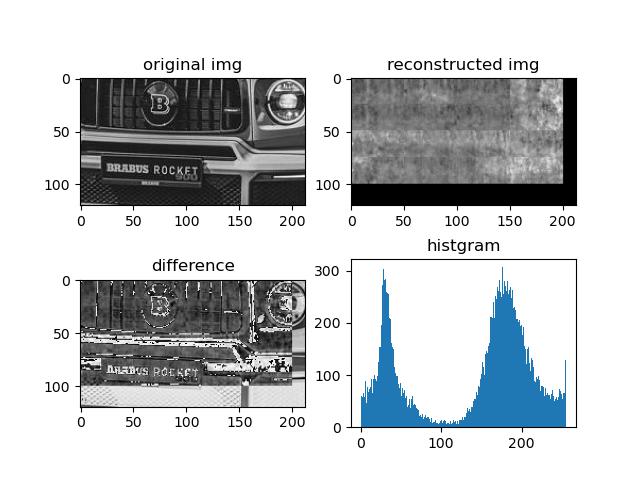 original img
0
50
100
0 50 100 150 200
B
BRABUS ROCKET
900
BRABUS
reconstructed img
0
50
100
0 50 100 150 200
difference
0
50
100
0 50 100 150 200
B
BRABUS ROCKET
histgram
300
200
100
0
0 100 200